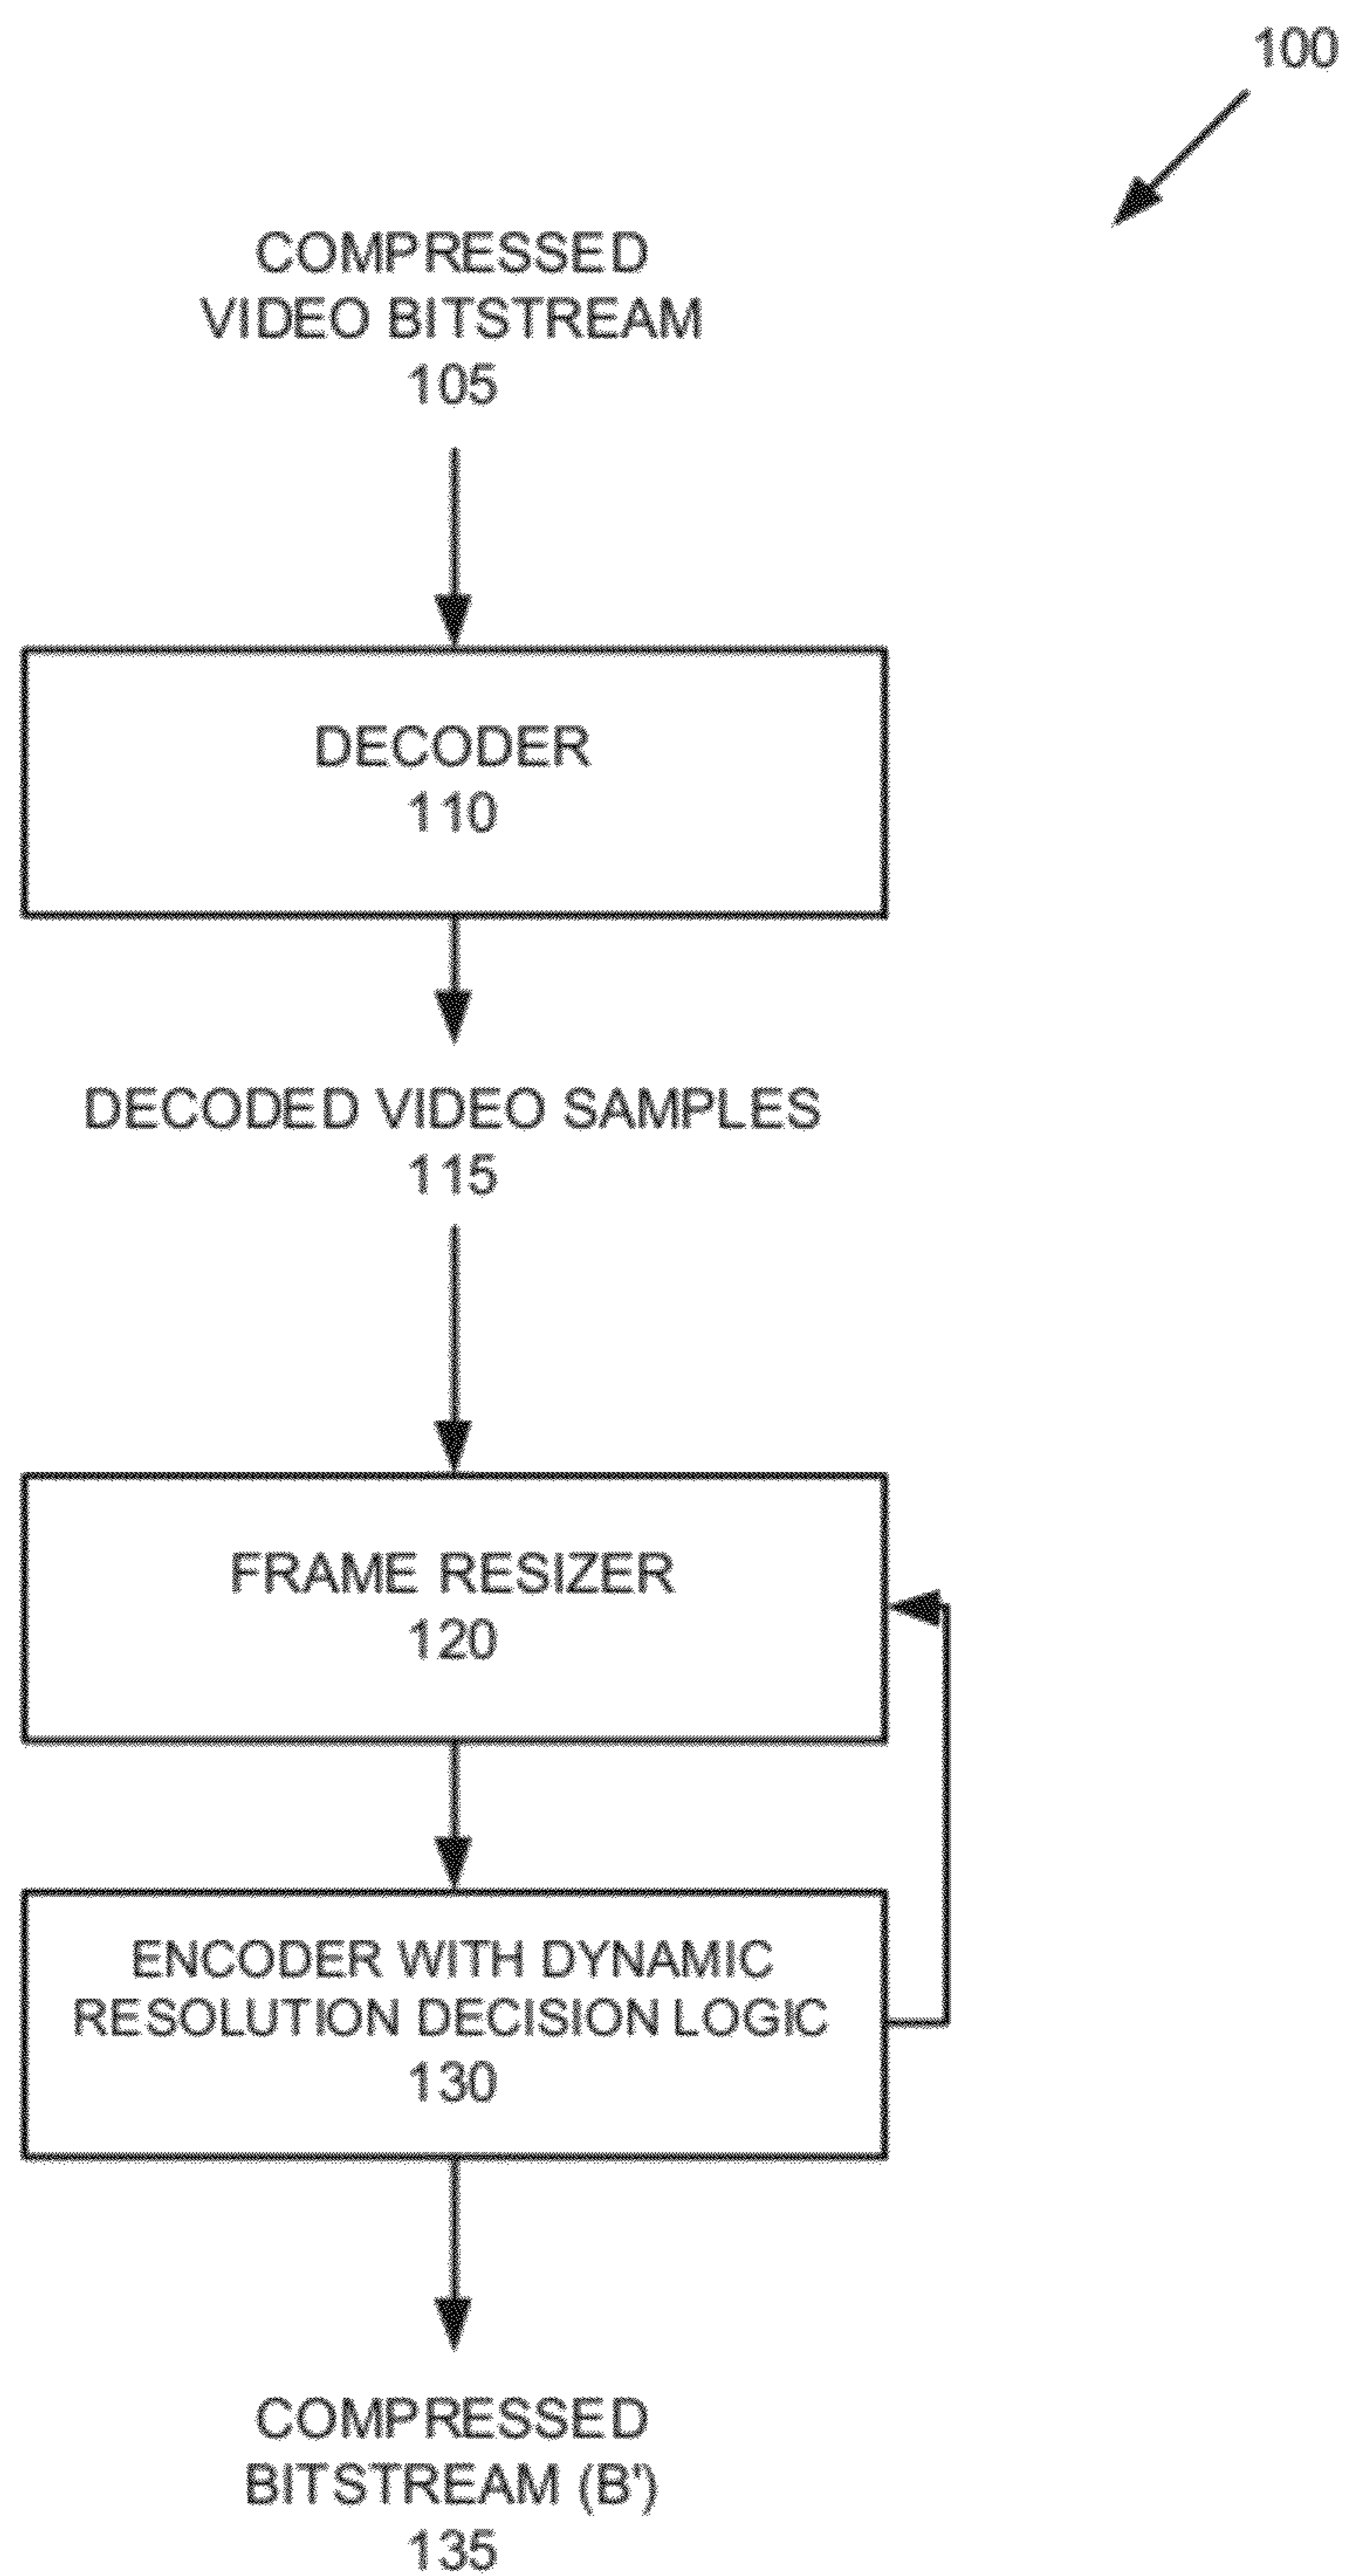 100
COMPRESSED
VIDEO BITSTREAM
105
DECODER
110
DECODED VIDEO SAMPLES
115
FRAME RESIZER
120
ENCODER WITH DYNAMIC
RESOLUTION DECISION LOGIC
130
COMPRESSED
BITSTREAM (B')
135